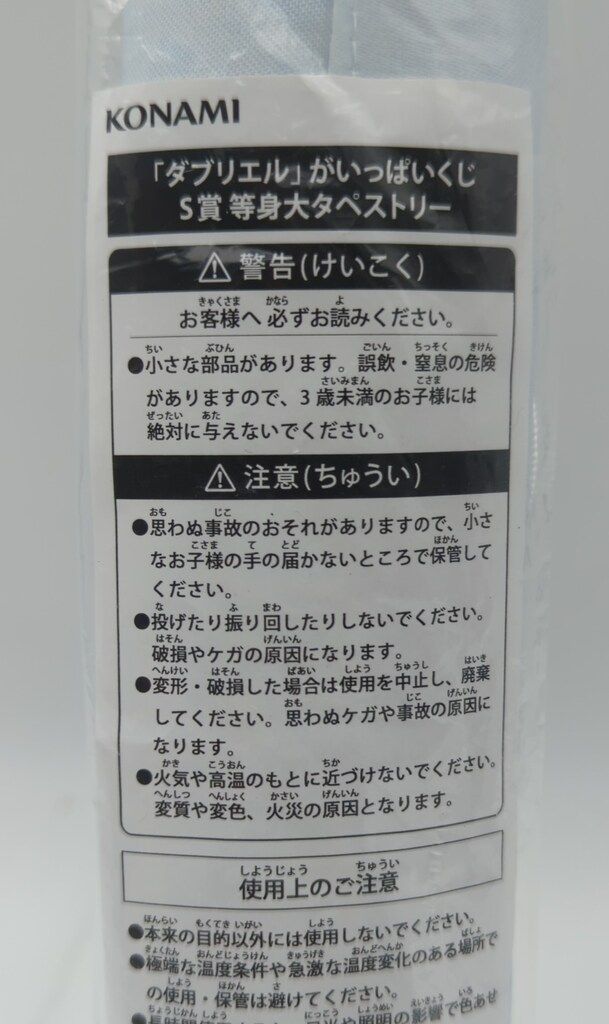 KONAMI
「ダブリエル」がいっぱいくじ
S賞 等身大タペストリー
⚠ 警告(けいこく)
お客様へ 必ずお読みください。
●小さな部品があります。誤飲・窒息の危険
がありますので、3 歳未満のお子様には
絶対に与えないでください。
⚠ 注意(ちゅうい)
●思わぬ事故のおそれがありますので、小さ
なお子様の手の届かないところで保管して
ください。
●投げたり振り回したりしないでください。
破損やケガの原因になります。
●変形・破損した場合は使用を中止し、廃棄
してください。思わぬケガや事故の原因に
なります。
●火気や高温のもとに近づけないでください。
変質や変色、火災の原因となります。
使用上のご注意
●本来の目的以外には使用しないでください。
●極端な温度条件や急激な温度変化のある場所で
の使用・保管は避けてください。
照明の影響で色あせ